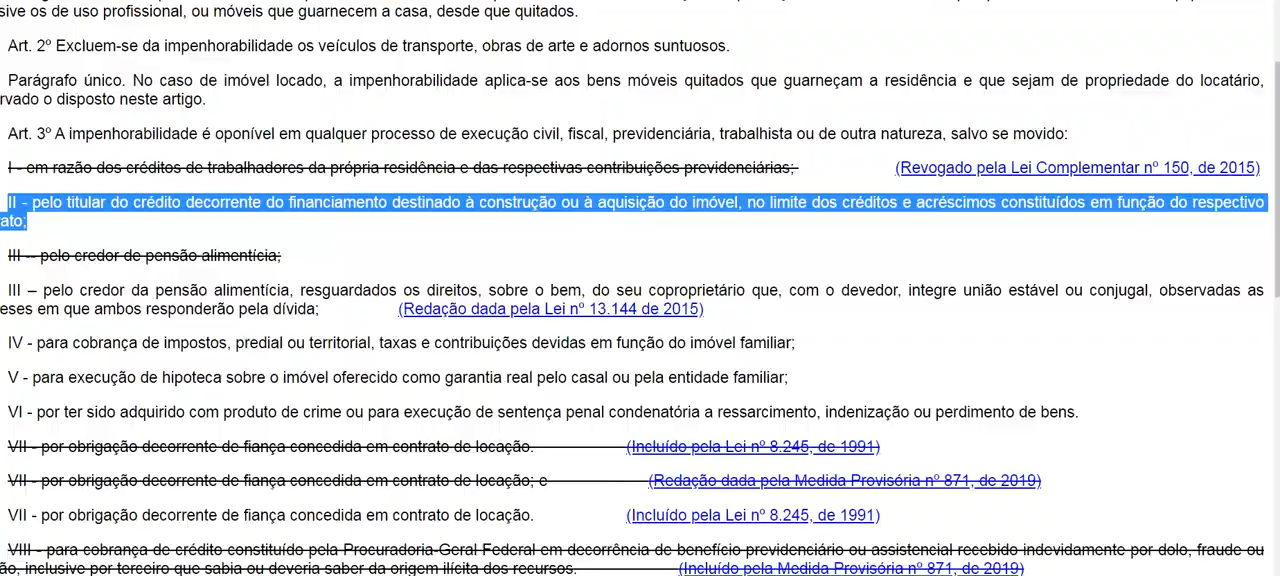 sive os de uso profissional, ou móveis que guarnecem a casa, desde que quitados.
Art. 2º Excluem-se da impenhorabilidade os veículos de transporte, obras de arte e adornos suntuosos.
Parágrafo único. No caso de imóvel locado, a impenhorabilidade aplica-se aos bens móveis quitados que guarneçam a residência e que sejam de propriedade do locatário,
rvado o disposto neste artigo.
Art. 3º A impenhorabilidade é oponível em qualquer processo de execução civil, fiscal, previdenciária, trabalhista ou de outra natureza, salvo se movido:
I - em razão dos créditos de trabalhadores da própria residência e das respectivas contribuições previdenciárias; (Revogado pela Lei Complementar nº 150, de 2015)
II - pelo titular do crédito decorrente do financiamento destinado à construção ou à aquisição do imóvel, no limite dos créditos e acréscimos constituídos em função do respectivo
ato;
III -- pelo credor de pensão alimentícia;
III – pelo credor da pensão alimentícia, resguardados os direitos, sobre o bem, do seu coproprietário que, com o devedor, integre união estável ou conjugal, observadas as
eses em que ambos responderão pela dívida; (Redação dada pela Lei nº 13.144 de 2015)
IV - para cobrança de impostos, predial ou territorial, taxas e contribuições devidas em função do imóvel familiar;
V - para execução de hipoteca sobre o imóvel oferecido como garantia real pelo casal ou pela entidade familiar;
VI - por ter sido adquirido com produto de crime ou para execução de sentença penal condenatória a ressarcimento, indenização ou perdimento de bens.
VII - por obrigação decorrente de fiança concedida em contrato de locação. (Incluído pela Lei nº 8.245, de 1991)
VII - por obrigação decorrente de fiança concedida em contrato de locação; e (Redação dada pela Medida Provisória nº 871, de 2019)
VII - por obrigação decorrente de fiança concedida em contrato de locação. (Incluído pela Lei nº 8.245, de 1991)
VIII - para cobrança de crédito constituído pela Procuradoria-Geral Federal em decorrência de benefício previdenciário ou assistencial recebido indevidamente por dolo, fraude ou
ão, inclusive por terceiro que sabia ou deveria saber da origem ilícita dos recursos. (Incluído pela Medida Provisória nº 871, de 2019)